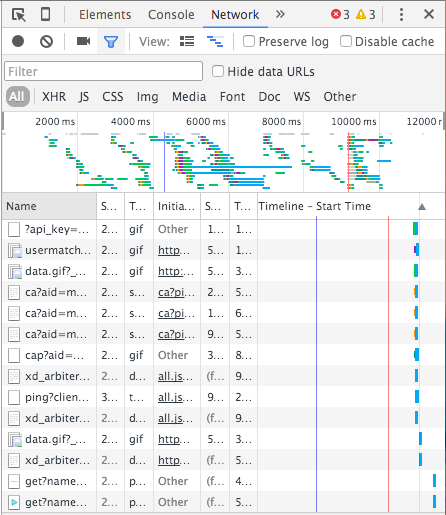 Elements Console Network 3 3
View: Preserve log Disable cache
Filter Hide data URLs
All XHR JS CSS Img Media Font Doc WS Other
2000 ms 4000 ms 6000 ms 8000 ms 10000 ms 12000 r
Name S... T... Initia... S... T... Timeline – Start Time
?api_key=... 2... gif Other 1... 1...
usermatch... 2... gif http... 5... 1...
data.gif?_... 2... gif http:... 5... 3...
ca?aid=m... 2... s... ca?pi... 2... 5...
ca?aid=m... 2... s... ca?pi... 1... 6...
ca?aid=m... 2... s... ca?pi... 9... 5...
cap?aid=... 2... gif Other 3... 8...
xd_arbiter... 2... d... all.js... (f... 9...
ping?clien... 3... t... all.js... 9... 2...
xd_arbiter... 2... d... all.js... (f... 9...
data.gif?_... 2... gif http... 5... 3...
xd_arbiter... 2... d... http... (f... 5...
get?name... 2... p... Other (f... 4...
get?name... 2... p... Other (f... 5...